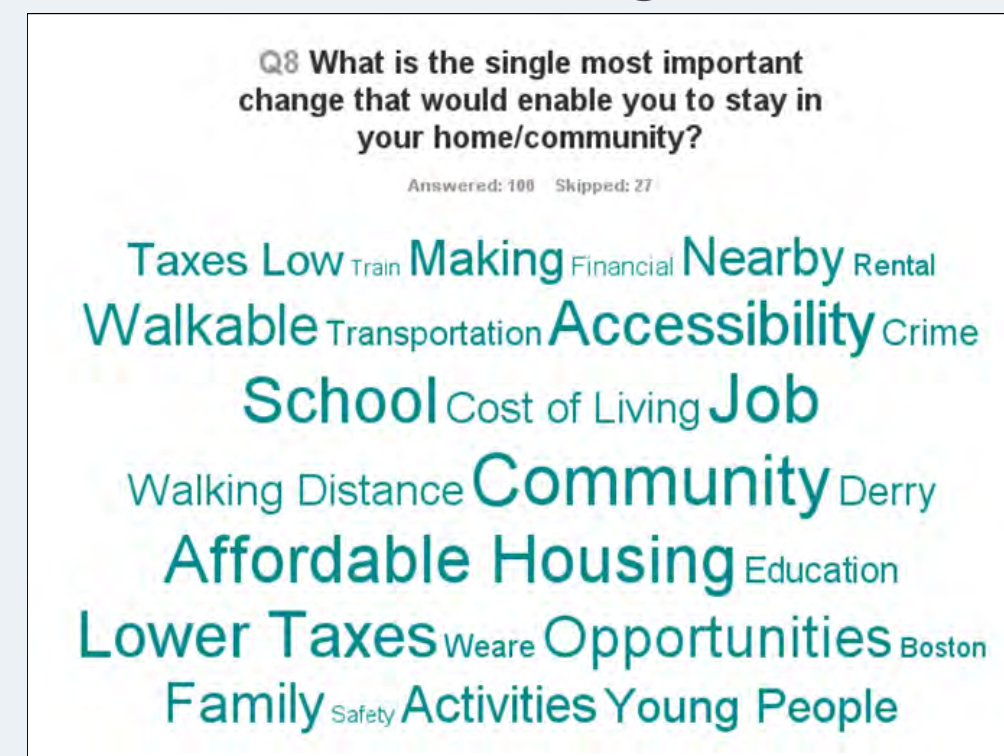 Q8 What is the single most important
change that would enable you to stay in
your home/community?
Answered: 100 Skipped: 27
Taxes Low Train Making Financial Nearby Rental
Walkable Transportation Accessibility Crime
School Cost of Living Job
Walking Distance Community Derry
Affordable Housing Education
Lower Taxes Weare Opportunities Boston
Family Safety Activities Young People